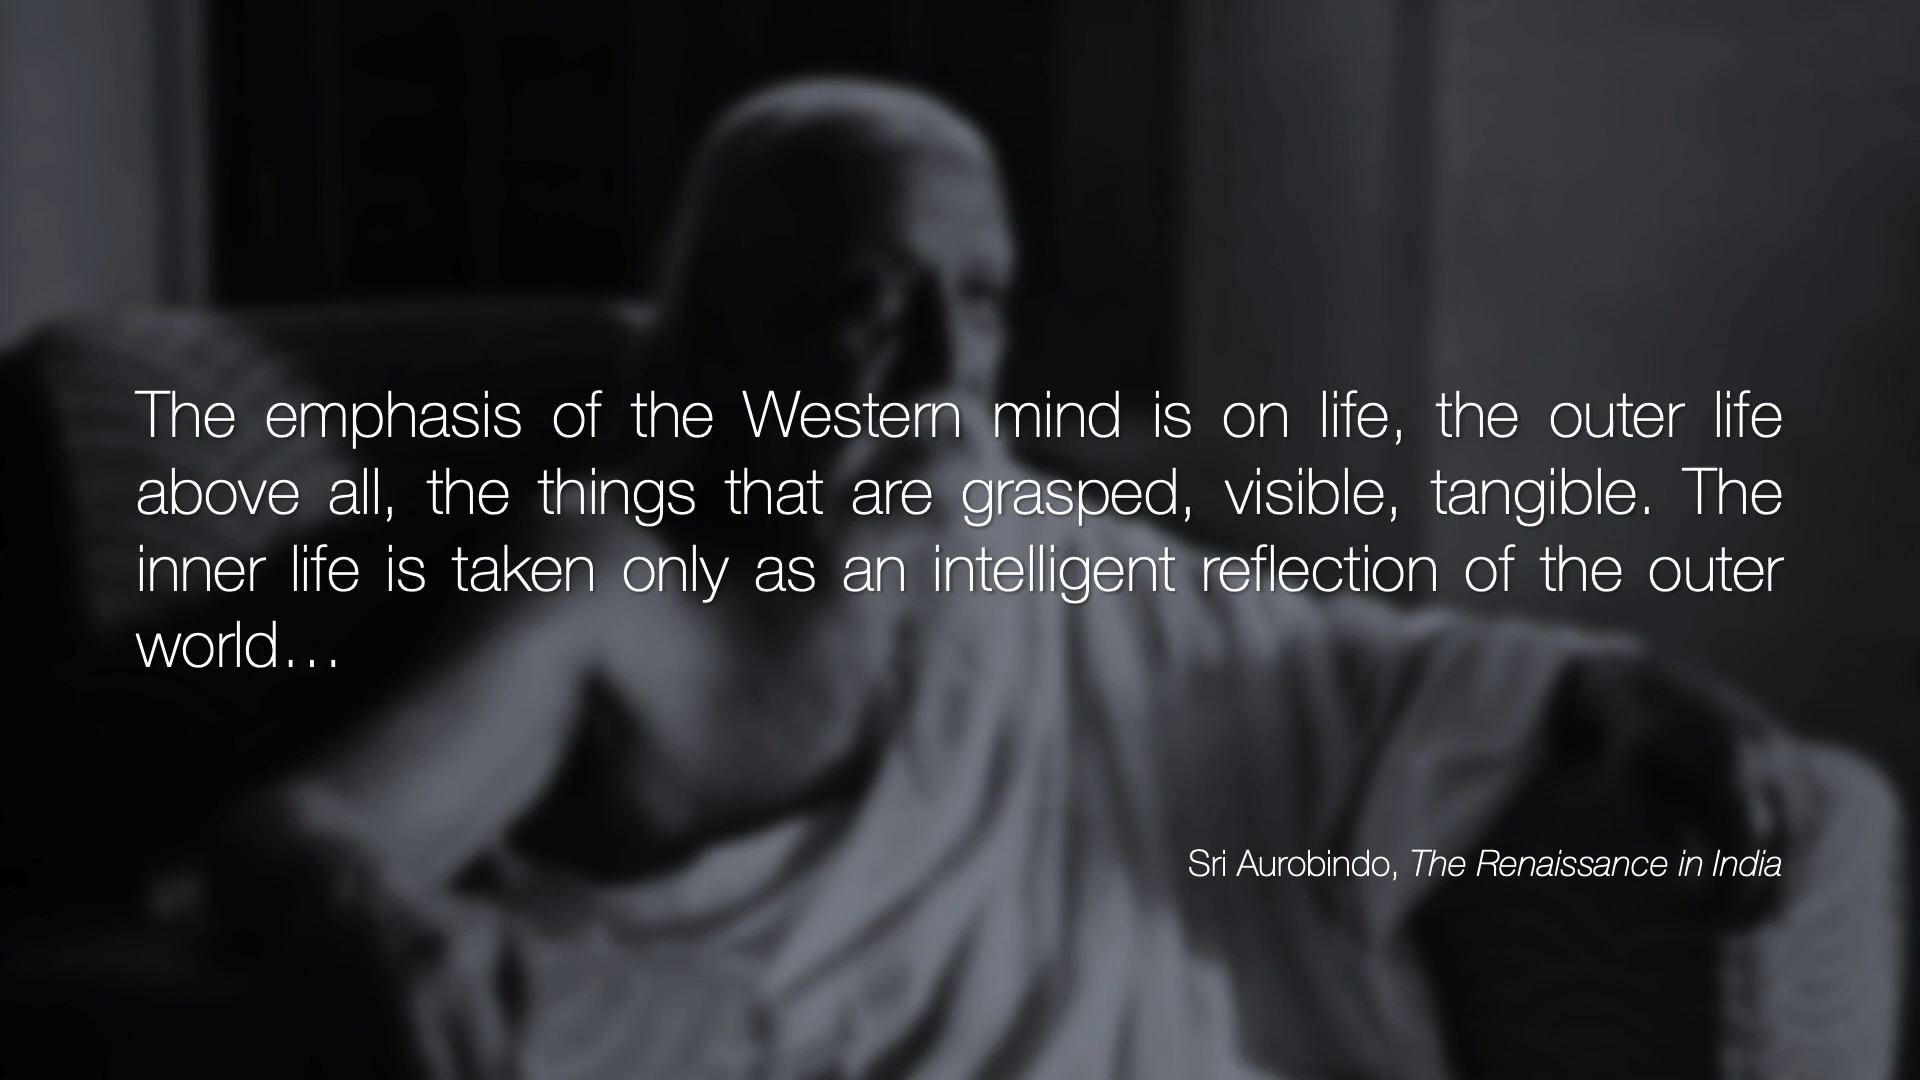 The emphasis of the Western mind is on life, the outer life
above all, the things that are grasped, visible, tangible. The
inner life is taken only as an intelligent reflection of the outer
world…
Sri Aurobindo, The Renaissance in India